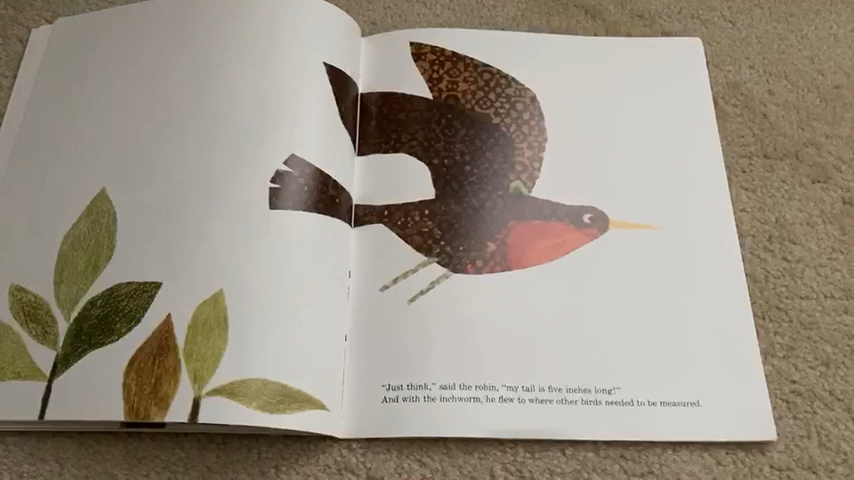 “Just think,” said the robin, “my tail is five inches long!”
And with the inchworm, he flew to where other birds needed to be measured.